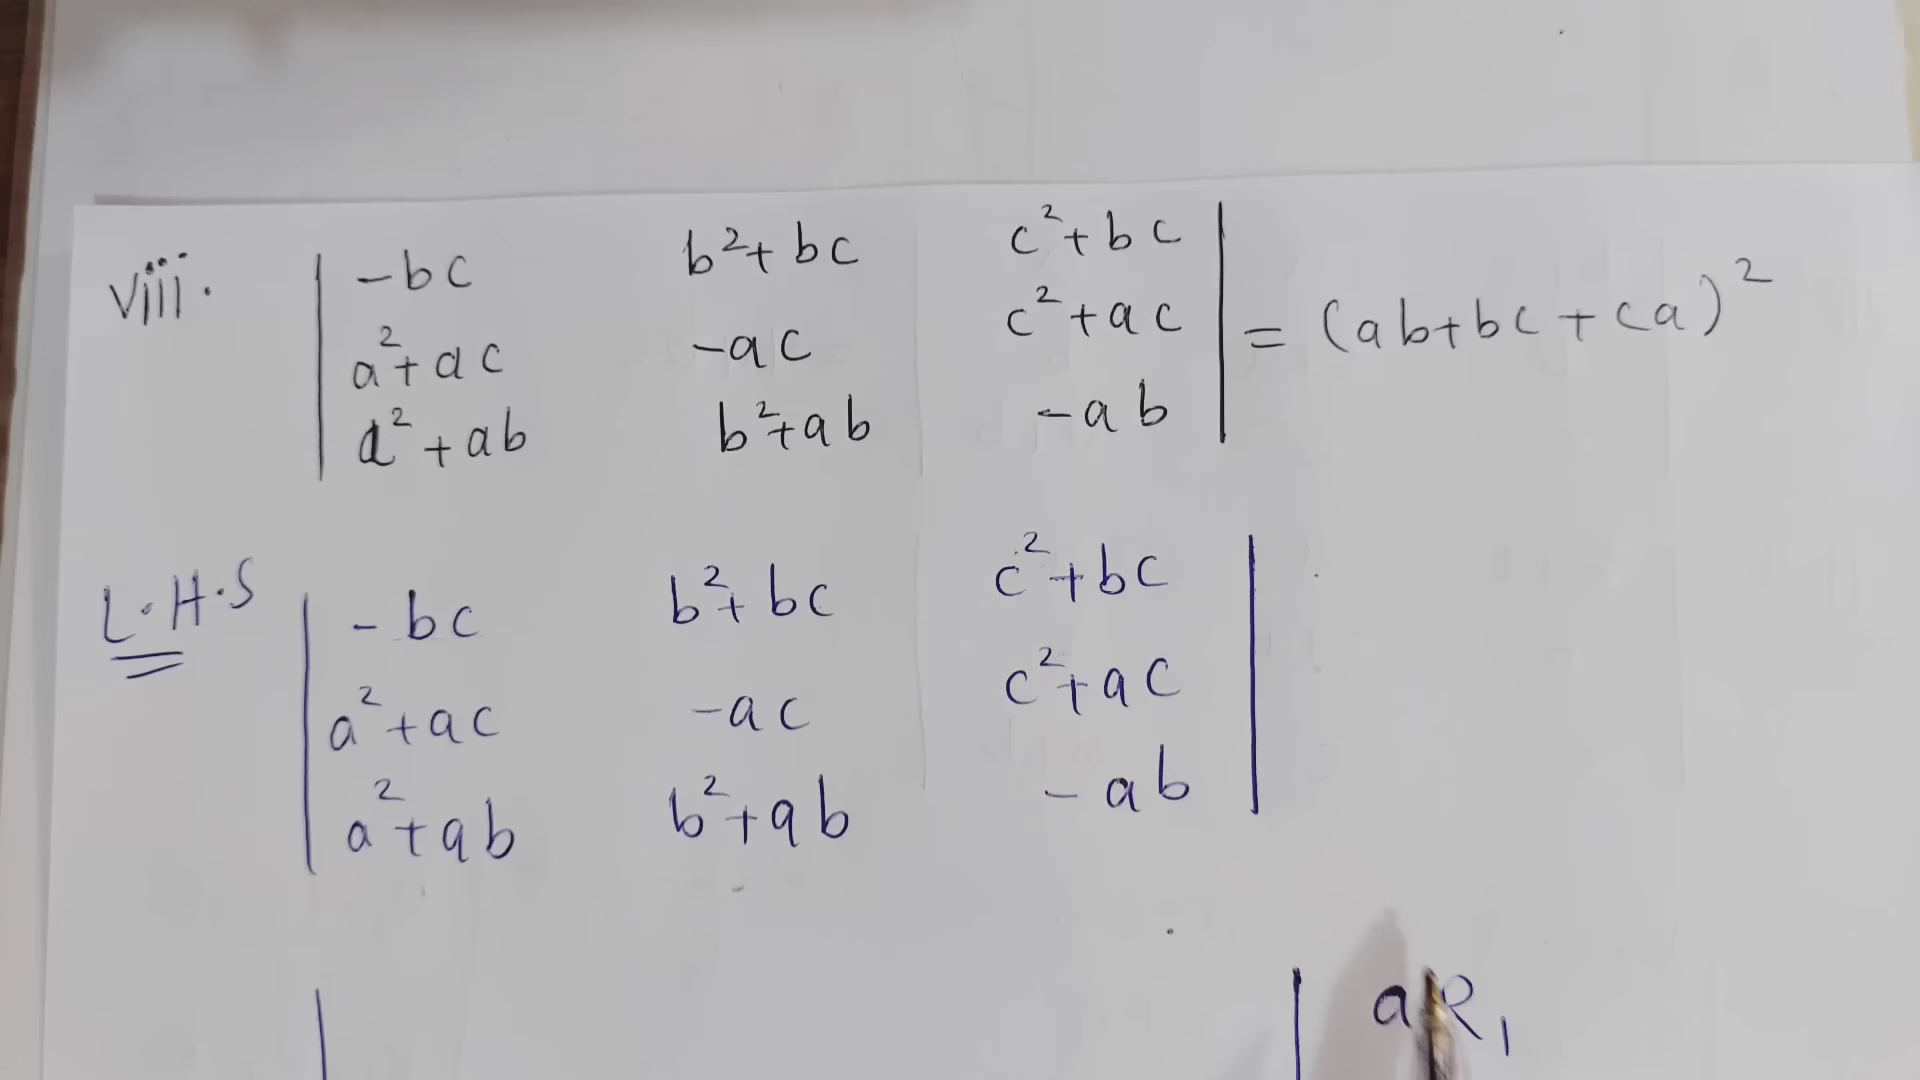 viii. | -bc b²+bc c²+bc |
| a²+ac -ac c²+ac | = (ab+bc+ca)²
| a²+ab b²+ab -ab |
L.H.S | -bc b²+bc c²+bc |
| a²+ac -ac c²+ac |
| a²+ab b²+ab -ab |
| | aR₁